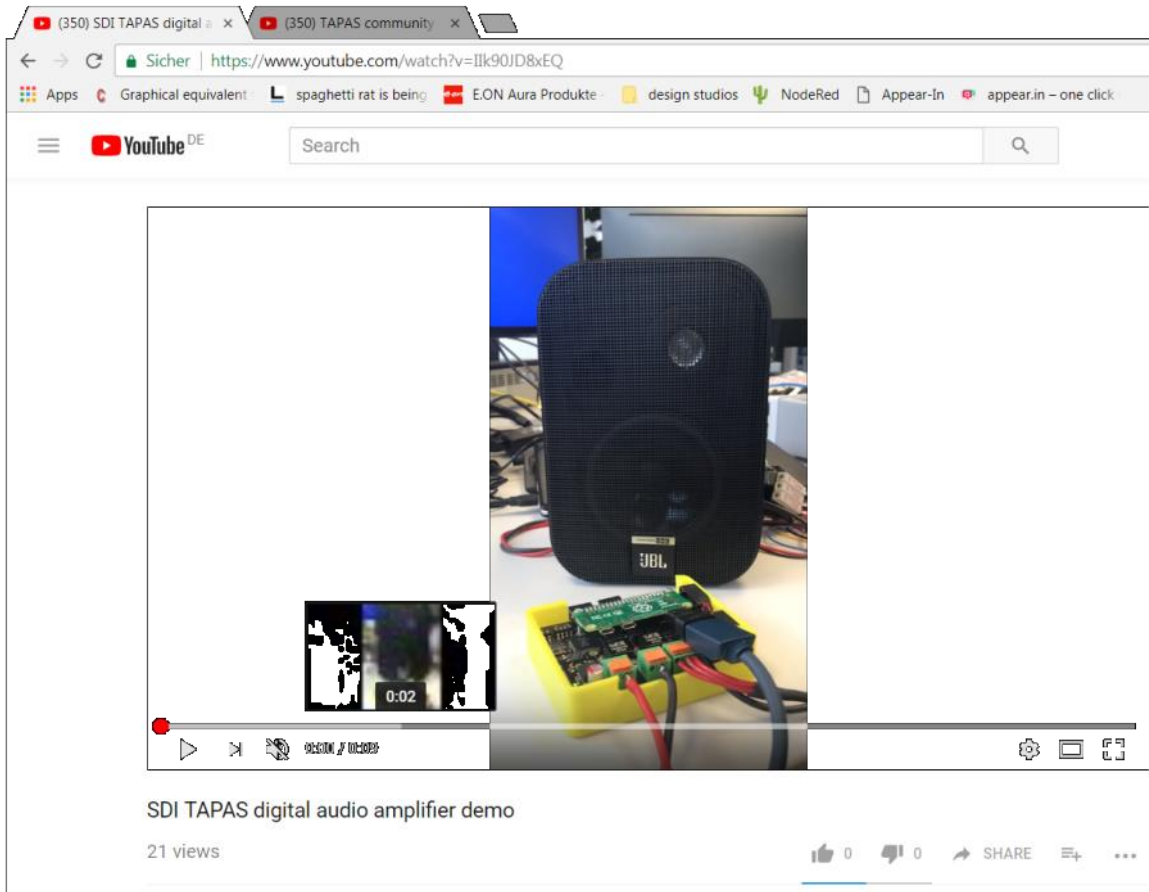 (350) SDI TAPAS digital a
(350) TAPAS community
Sicher | https://www.youtube.com/watch?v=IIk90JD8xEQ
Apps Graphical equivalent spaghetti rat is being E.ON Aura Produkte design studios NodeRed Appear-In appear.in – one click
YouTube DE
Search
JBL
0:02
SDI TAPAS digital audio amplifier demo
21 views
0 0 SHARE